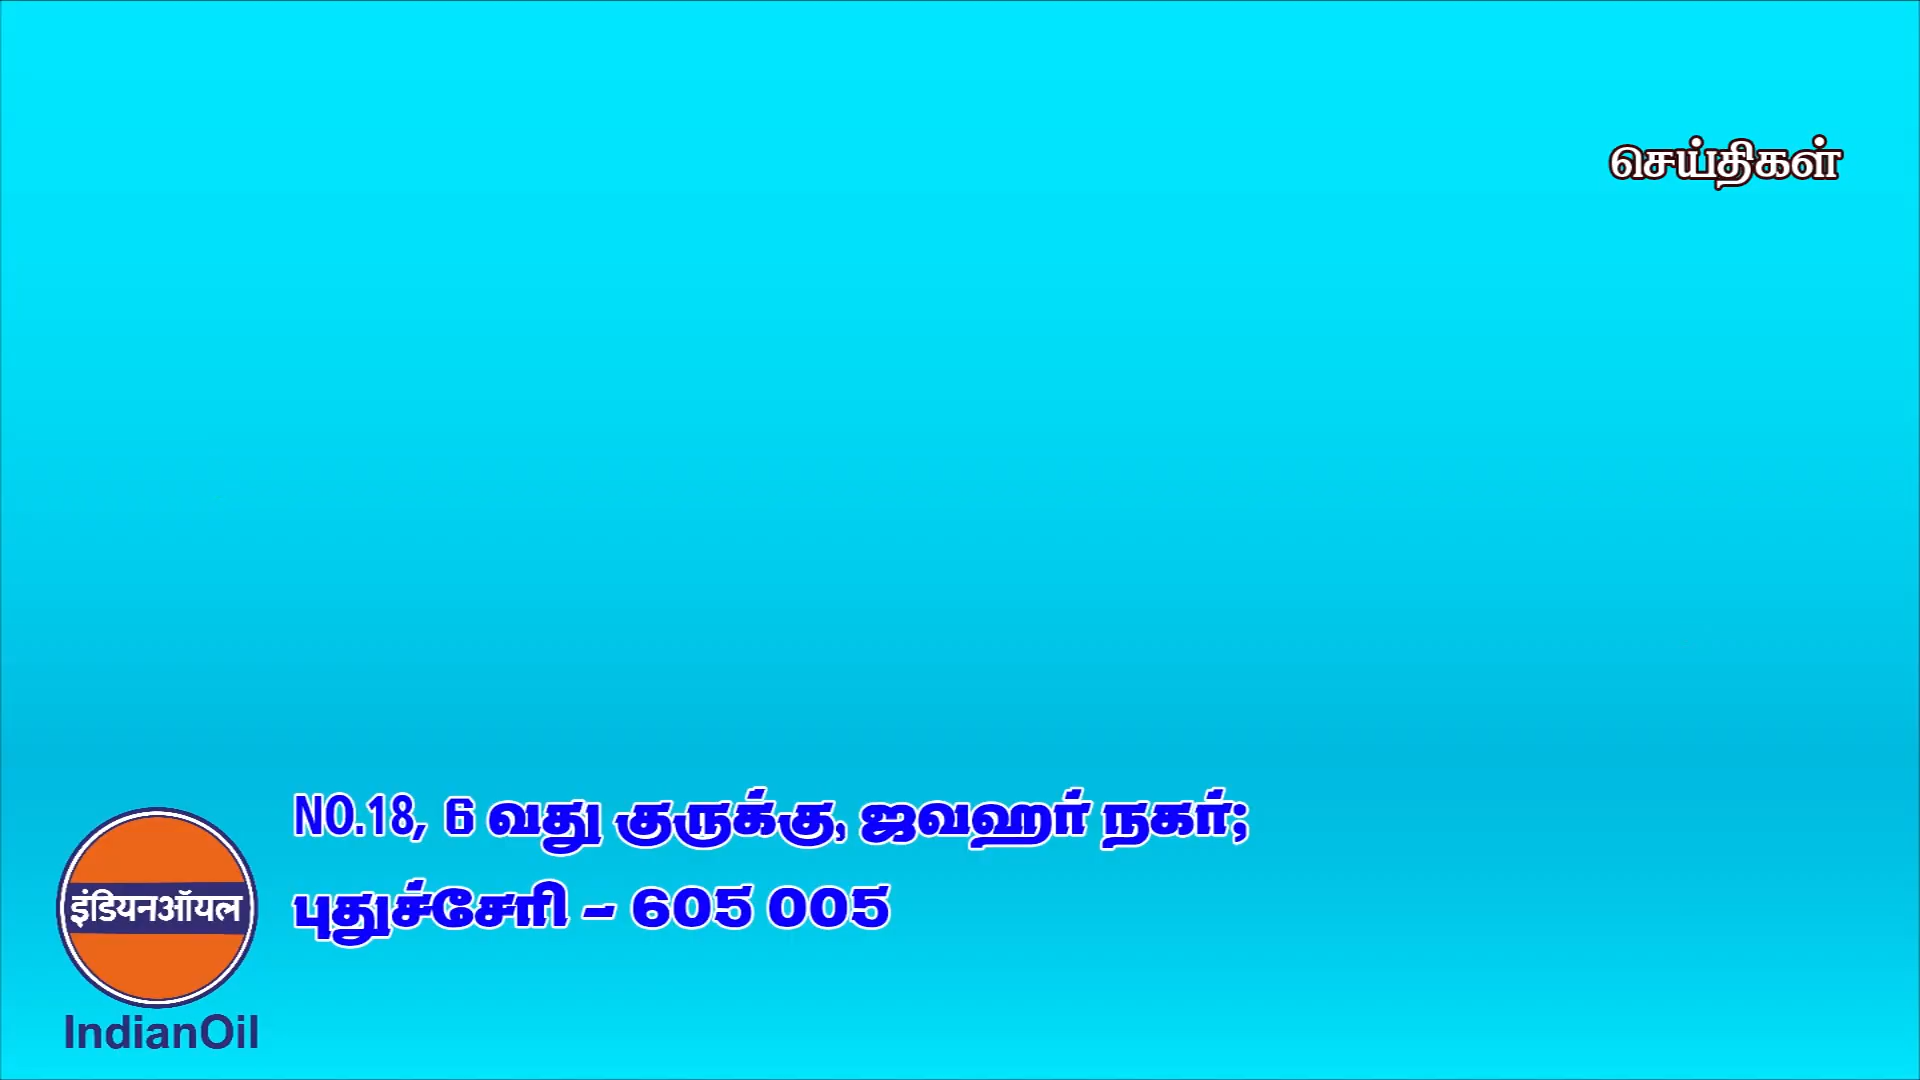 செய்திகள்
NO.18, 6 வது குருக்கு, ஜவஹர் நகர்;
புதுச்சேரி – 605 005
इंडियनऑयल
IndianOil